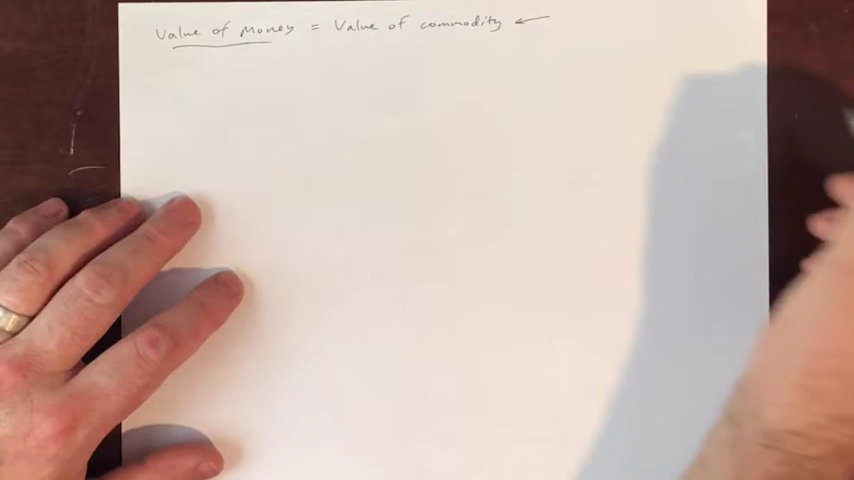 Value of Money = Value of commodity ←